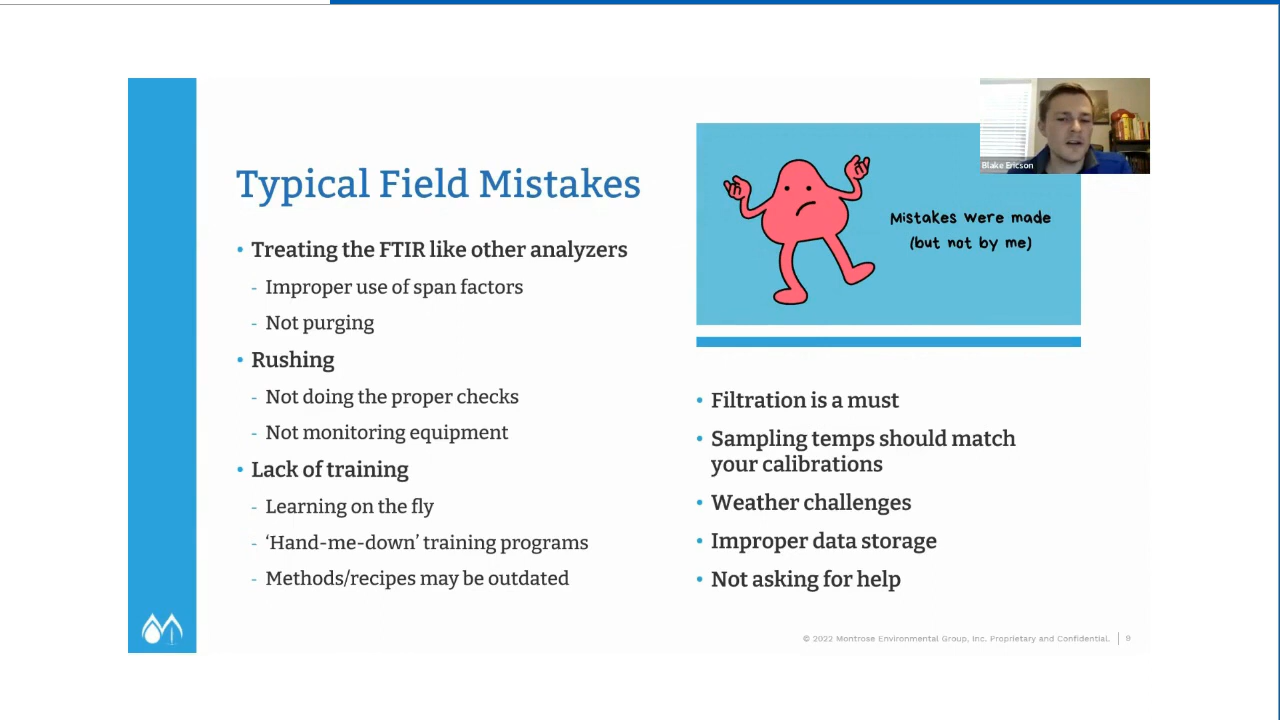 Typical Field Mistakes
• Treating the FTIR like other analyzers
- Improper use of span factors
- Not purging
• Rushing
- Not doing the proper checks
- Not monitoring equipment
• Lack of training
- Learning on the fly
- ‘Hand-me-down’ training programs
- Methods/recipes may be outdated
Blake Ericson
Mistakes were made
(but not by me)
• Filtration is a must
• Sampling temps should match
your calibrations
• Weather challenges
• Improper data storage
• Not asking for help
© 2022 Montrose Environmental Group, Inc. Proprietary and Confidential. | 9